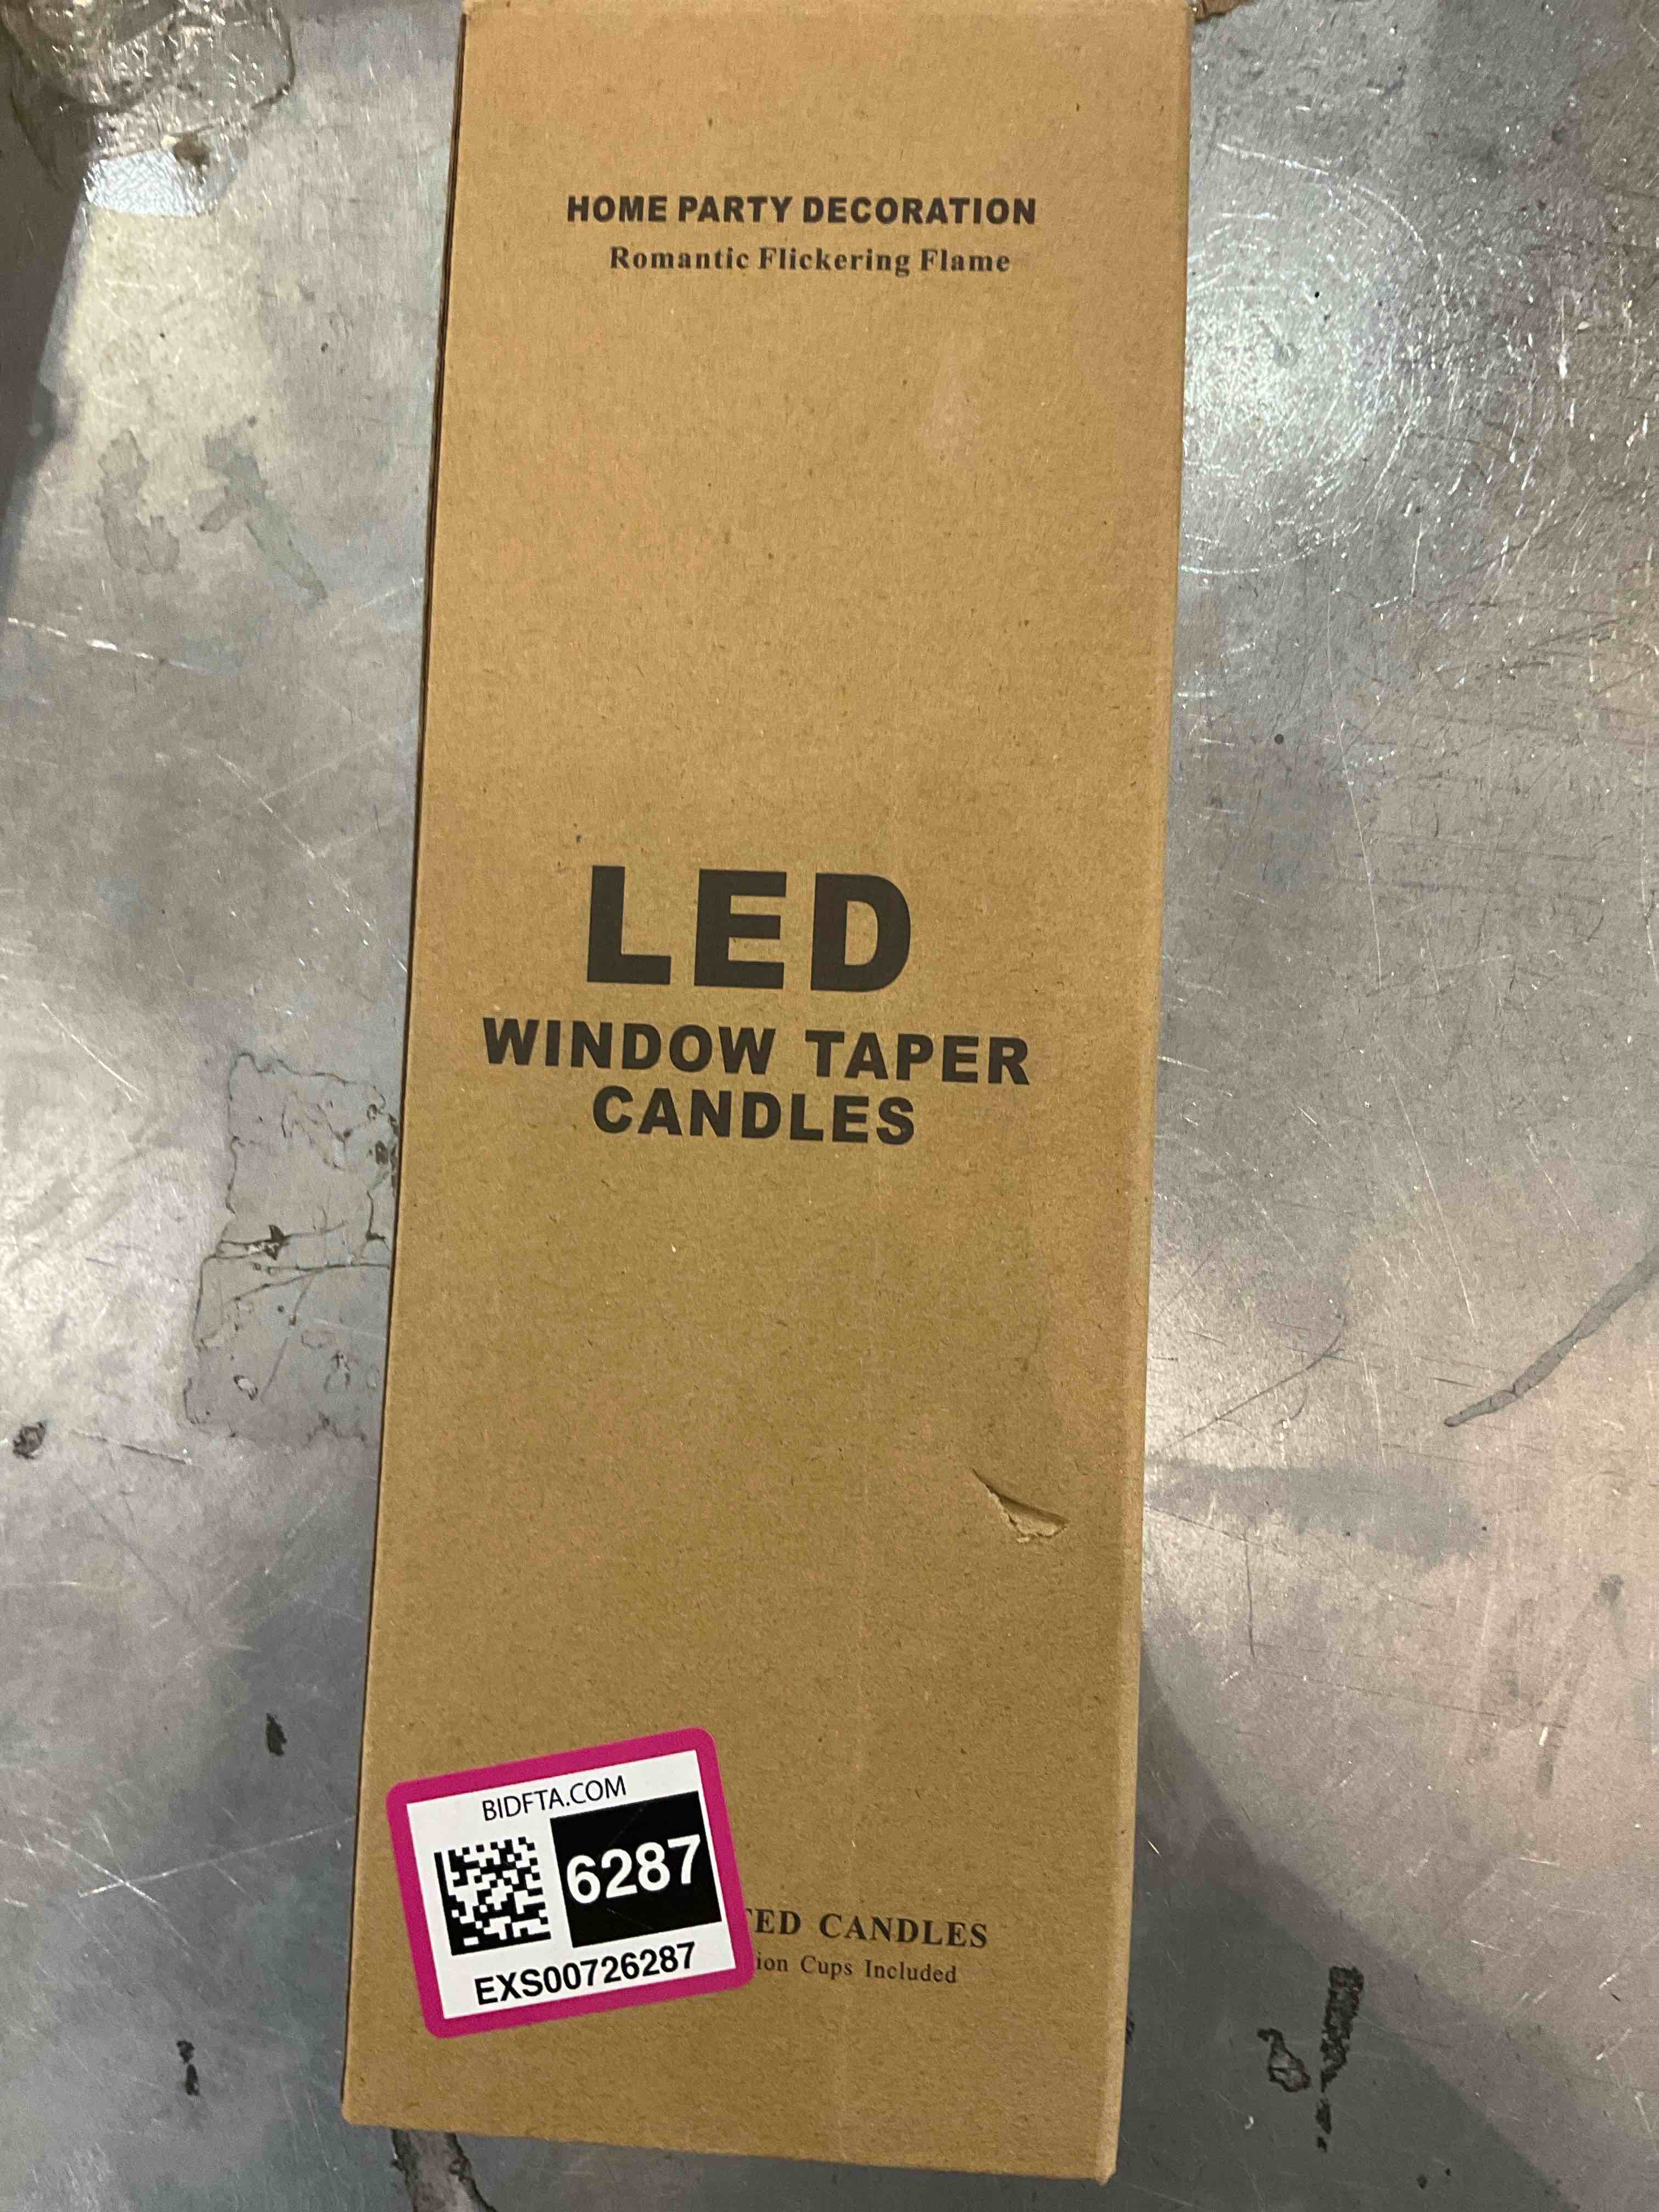 HOME PARTY DECORATION
Romantic Flickering Flame
LED
WINDOW TAPER
CANDLES
BIDFTA.COM
6287
EXS00726287
CANDLES
Cups Included